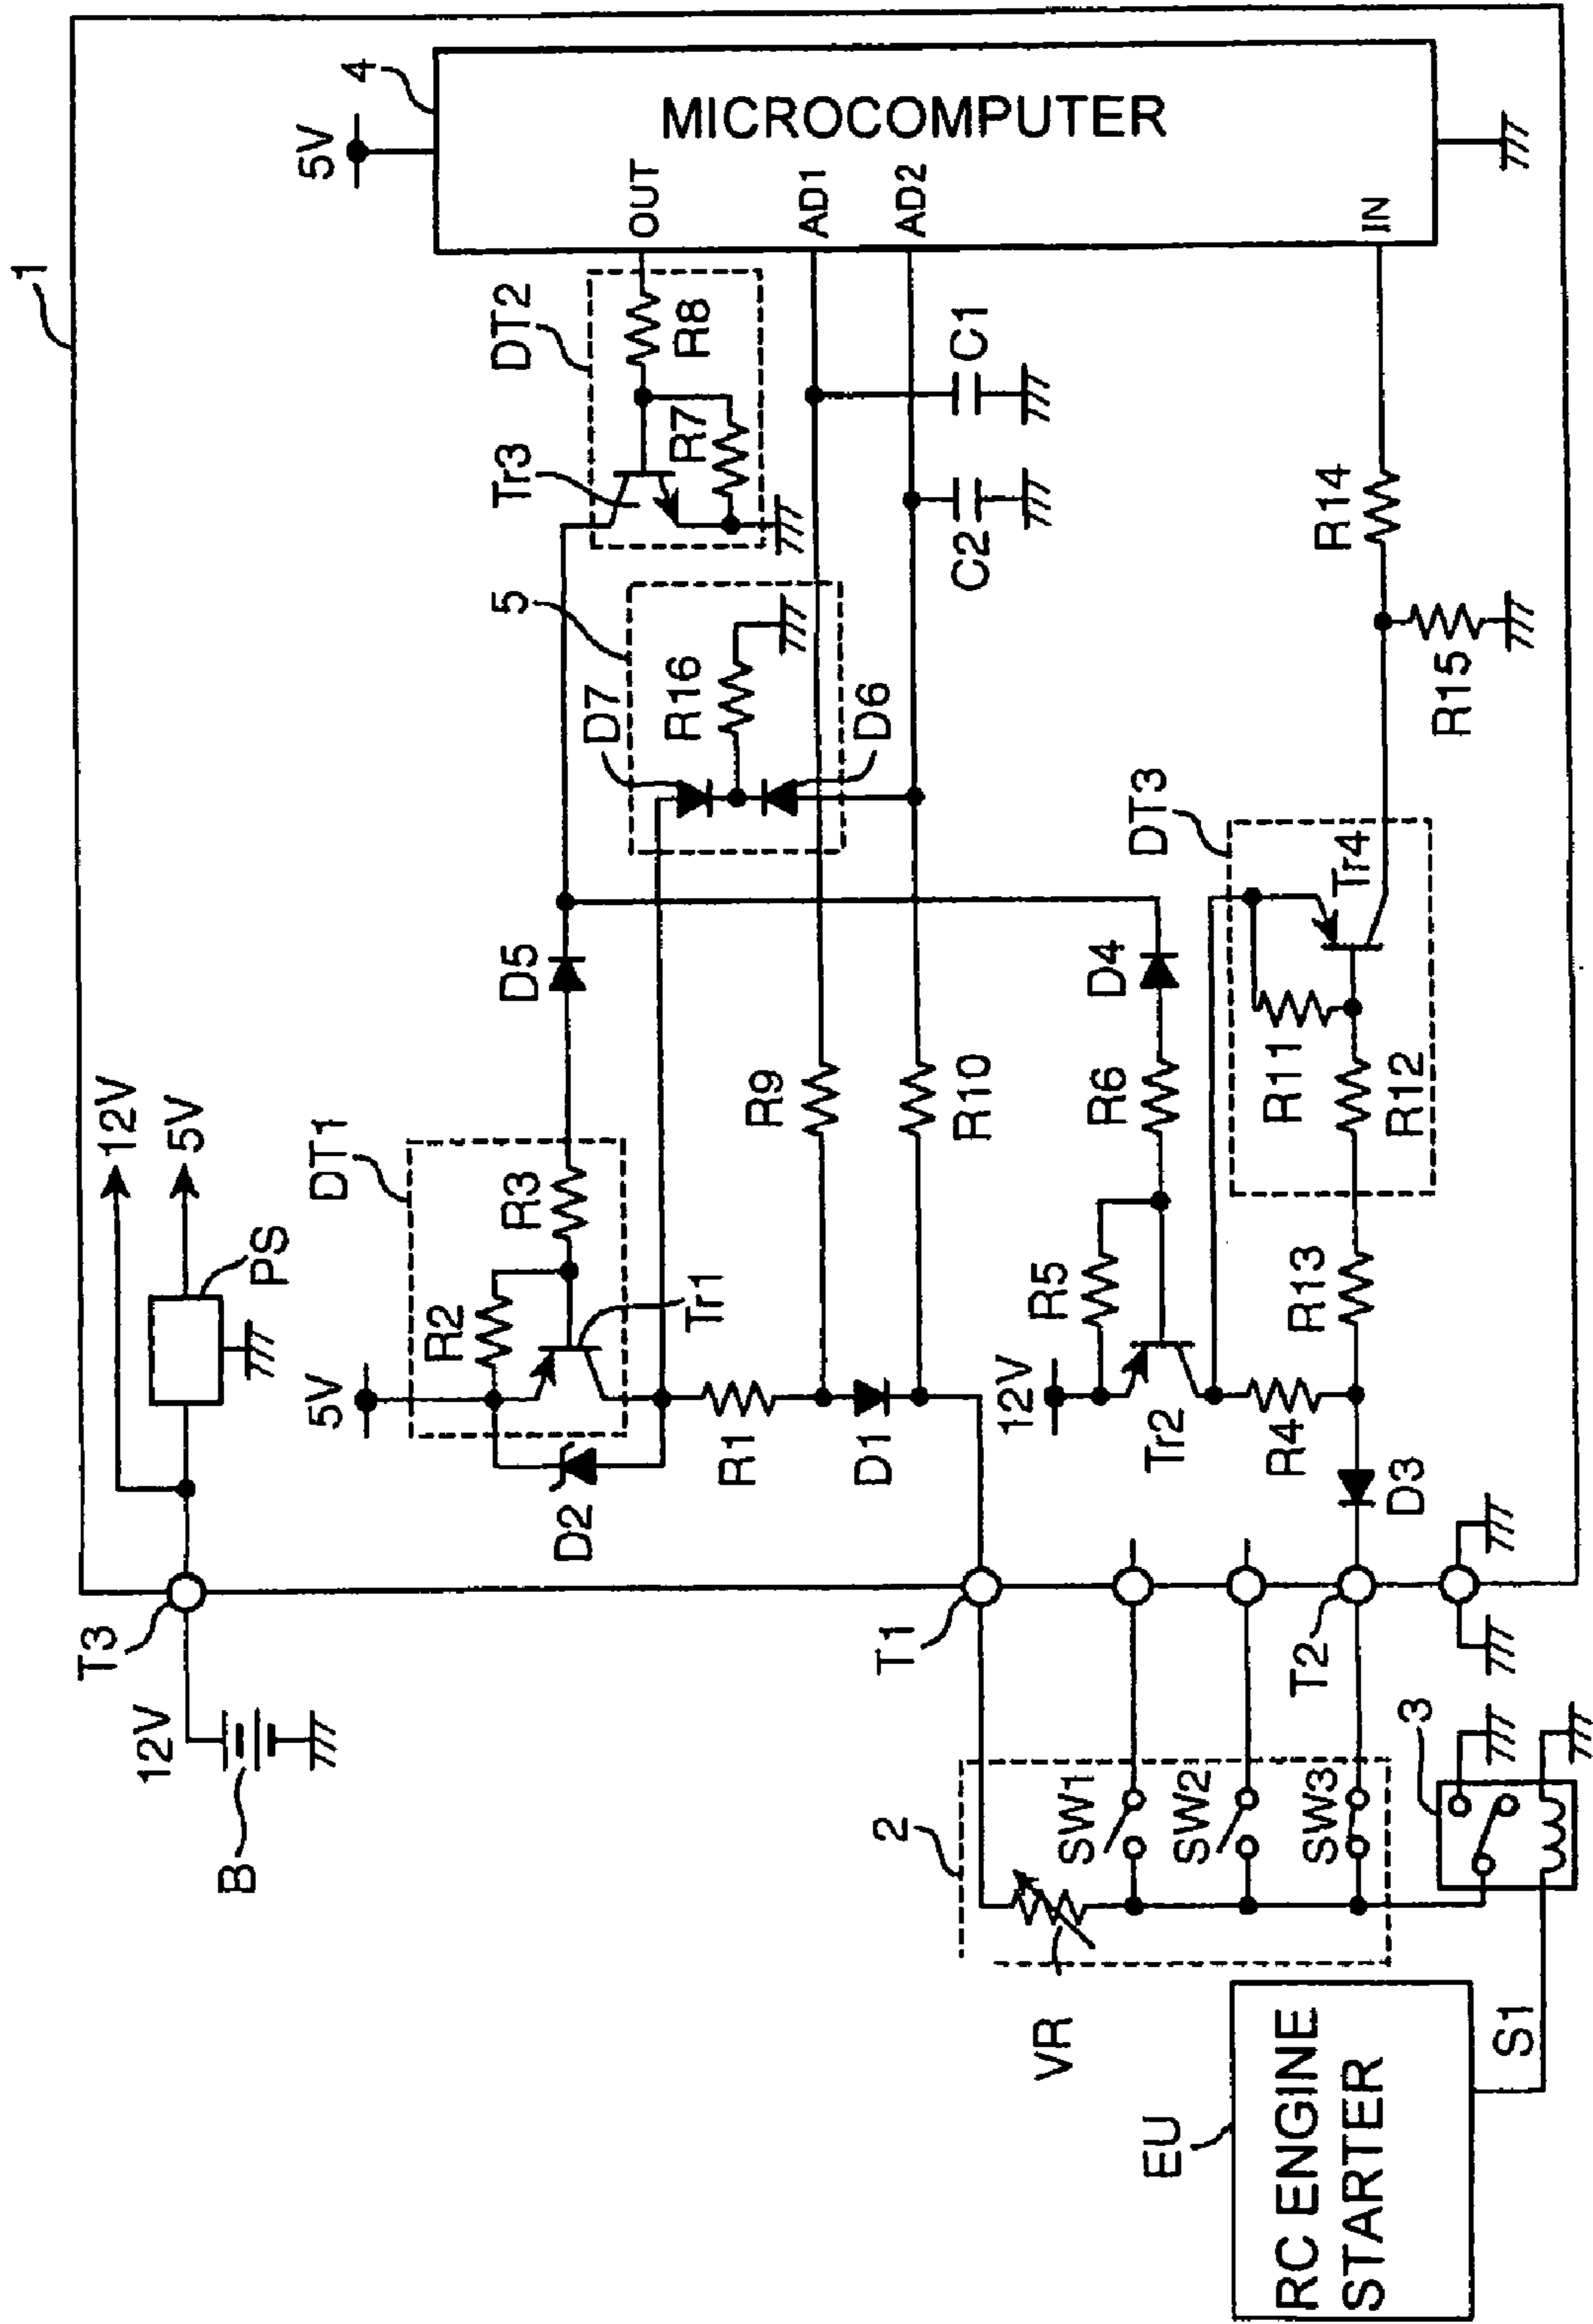 1
12V
5V
PS
T3
12V
B
5V
4
MICROCOMPUTER
OUT
AD1
AD2
IN
DT2
R8
R7
Tr3
DT1
R2
R3
Tr1
D2
D5
5
D7
R16
D6
R1
D1
R9
R10
C1
C2
5V
T1
12V
R5
R6
D4
Tr2
R4
D3
R13
DT3
R11
R12
Tr4
R14
R15
T2
2
VR
SW1
SW2
SW3
3
EU
RC ENGINE
STARTER
S1